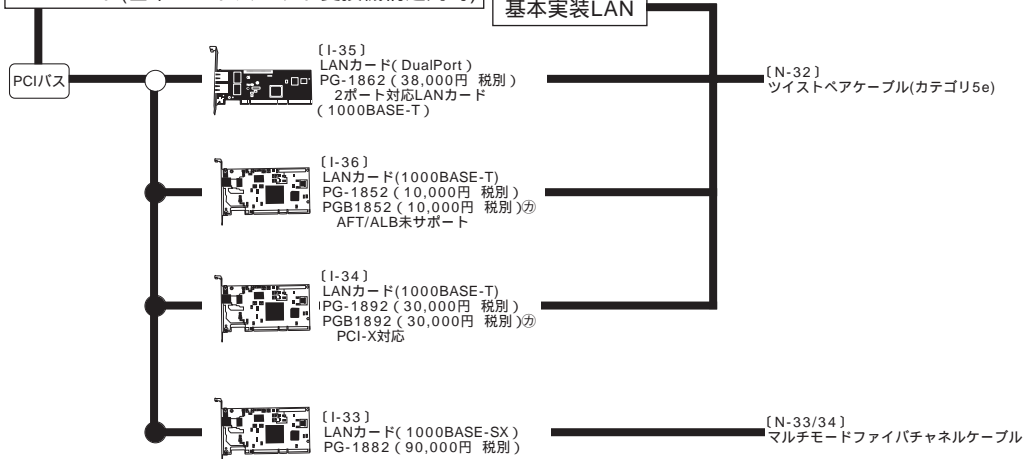 基本実装LAN
PCIバス
［I-35］
LANカード( DualPort )
PG-1862 ( 38,000円 税別 )
2ポート対応LANカード
( 1000BASE-T )
［N-32］
ツイストペアケーブル(カテゴリ5e)
［I-36］
LANカード(1000BASE-T)
PG-1852 ( 10,000円 税別 )
PGB1852 ( 10,000円 税別 )㋕
AFT/ALB未サポート
［I-34］
LANカード(1000BASE-T)
PG-1892 ( 30,000円 税別 )
PGB1892 ( 30,000円 税別 )㋕
PCI-X対応
［I-33］
LANカード( 1000BASE-SX )
PG-1882 ( 90,000円 税別 )
［N-33/34］
マルチモードファイバチャネルケーブル